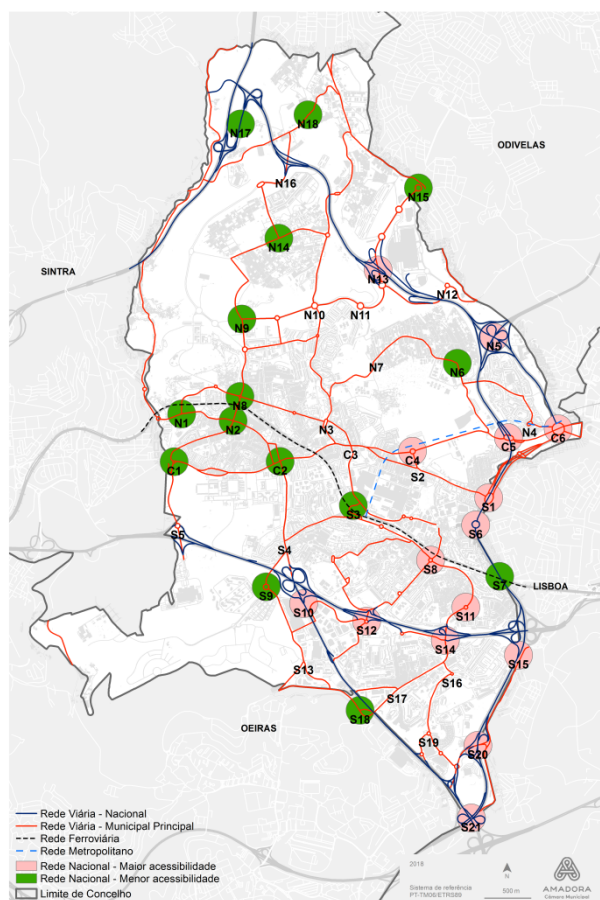 N18
N17
ODIVELAS
N16
N15
N14
SINTRA
N13
N12
N10
N11
N9
N5
N7
N6
N8
N1
N2
N3
N4
C6
C5
C3
C4
C1
C2
S2
S1
S3
S5
S6
S4
S8
S7
LISBOA
S9
S10
S11
S12
S14
S15
S13
S16
S17
S18
OEIRAS
S19
S20
S21
Rede Viária - Nacional
Rede Viária - Municipal Principal
Rede Ferroviária
Rede Metropolitano
Rede Nacional - Maior acessibilidade
Rede Nacional - Menor acessibilidade
Limite de Concelho
2018
Sistema de referência
PT-TM06/ETRS89
N
500 m
AMADORA
Câmara Municipal